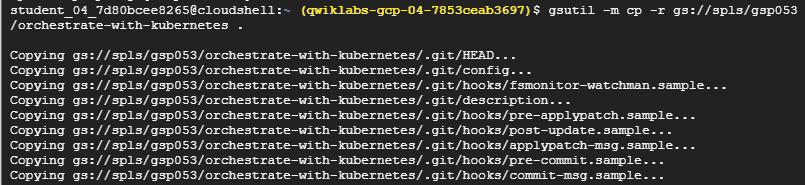 student_04_7d80bcee8265@cloudshell:~ (qwiklabs-gcp-04-7853ceab3697)$ gsutil -m cp -r gs://spls/gsp053
/orchestrate-with-kubernetes .
Copying gs://spls/gsp053/orchestrate-with-kubernetes/.git/HEAD...
Copying gs://spls/gsp053/orchestrate-with-kubernetes/.git/config...
Copying gs://spls/gsp053/orchestrate-with-kubernetes/.git/hooks/fsmonitor-watchman.sample...
Copying gs://spls/gsp053/orchestrate-with-kubernetes/.git/description...
Copying gs://spls/gsp053/orchestrate-with-kubernetes/.git/hooks/pre-applypatch.sample...
Copying gs://spls/gsp053/orchestrate-with-kubernetes/.git/hooks/post-update.sample...
Copying gs://spls/gsp053/orchestrate-with-kubernetes/.git/hooks/applypatch-msg.sample...
Copying gs://spls/gsp053/orchestrate-with-kubernetes/.git/hooks/pre-commit.sample...
Copying gs://spls/gsp053/orchestrate-with-kubernetes/.git/hooks/commit-msg.sample...